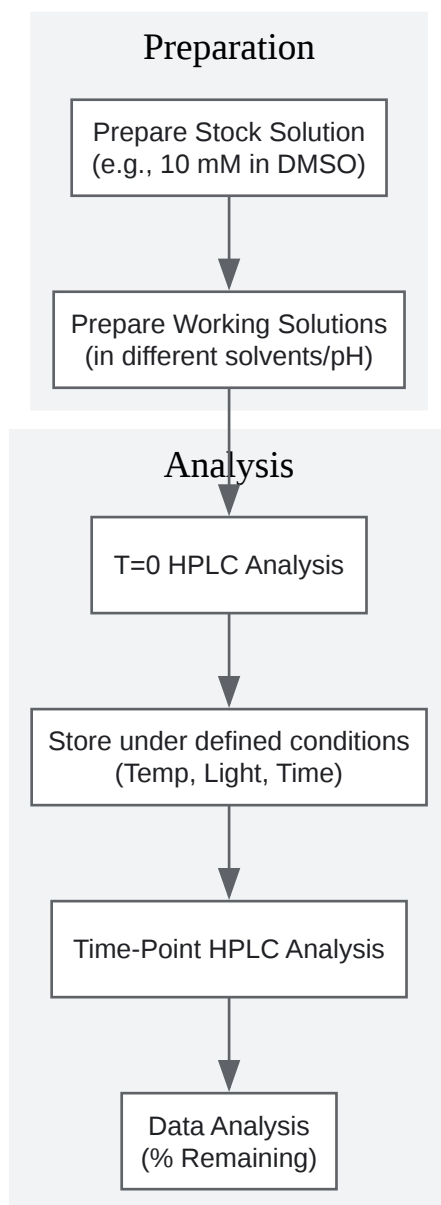 Preparation
Prepare Stock Solution
(e.g., 10 mM in DMSO)
Prepare Working Solutions
(in different solvents/pH)
Analysis
T=0 HPLC Analysis
Store under defined conditions
(Temp, Light, Time)
Time-Point HPLC Analysis
Data Analysis
(% Remaining)